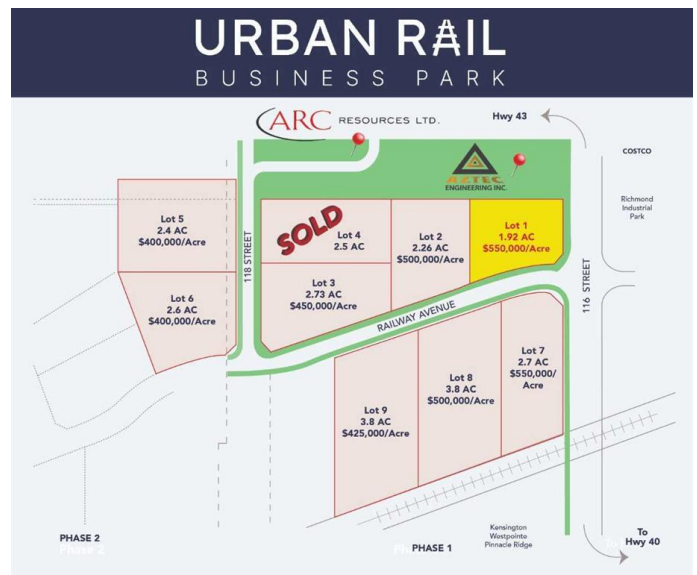 URBAN RAIL
BUSINESS PARK
ARC RESOURCES LTD.
Hwy 43
COSTCO
AZTEC
ENGINEERING INC.
Richmond
Industrial
Park
Lot 5
2.4 AC
$400,000/Acre
SOLD
Lot 4
2.5 AC
Lot 2
2.26 AC
$500,000/Acre
Lot 1
1.92 AC
$550,000/Acre
118 STREET
Lot 3
2.73 AC
$450,000/Acre
116 STREET
Lot 6
2.6 AC
$400,000/Acre
RAILWAY AVENUE
Lot 7
2.7 AC
$550,000/
Acre
Lot 8
3.8 AC
$500,000/Acre
Lot 9
3.8 AC
$425,000/Acre
PHASE 2
Phase 2
PHASE 1
Kensington
Westpointe
Pinnacle Ridge
To
Hwy 40